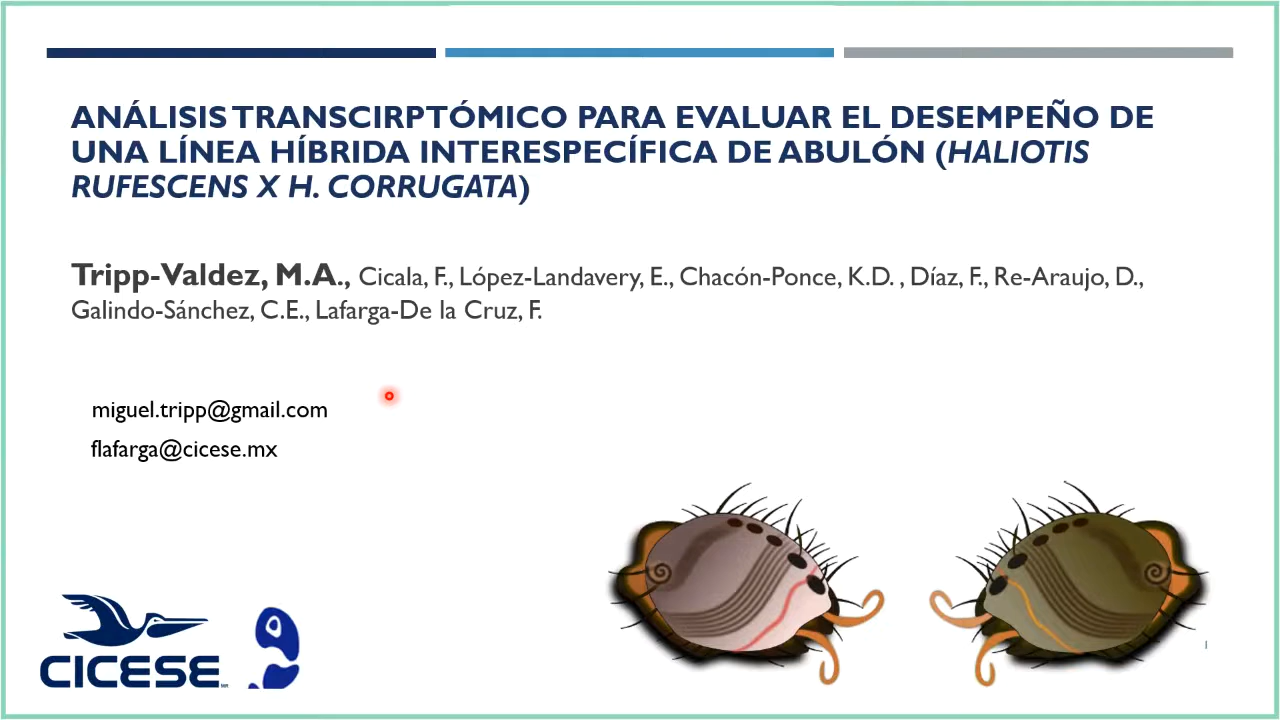 ANÁLISIS TRANSCIRPTÓMICO PARA EVALUAR EL DESEMPEÑO DE
UNA LÍNEA HÍBRIDA INTERESPECÍFICA DE ABULÓN (HALIOTIS
RUFESCENS X H. CORRUGATA)
Tripp-Valdez, M.A., Cicala, F., López-Landavery, E., Chacón-Ponce, K.D. , Díaz, F., Re-Araujo, D.,
Galindo-Sánchez, C.E., Lafarga-De la Cruz, F.
miguel.tripp@gmail.com
flafarga@cicese.mx
CICESE
1